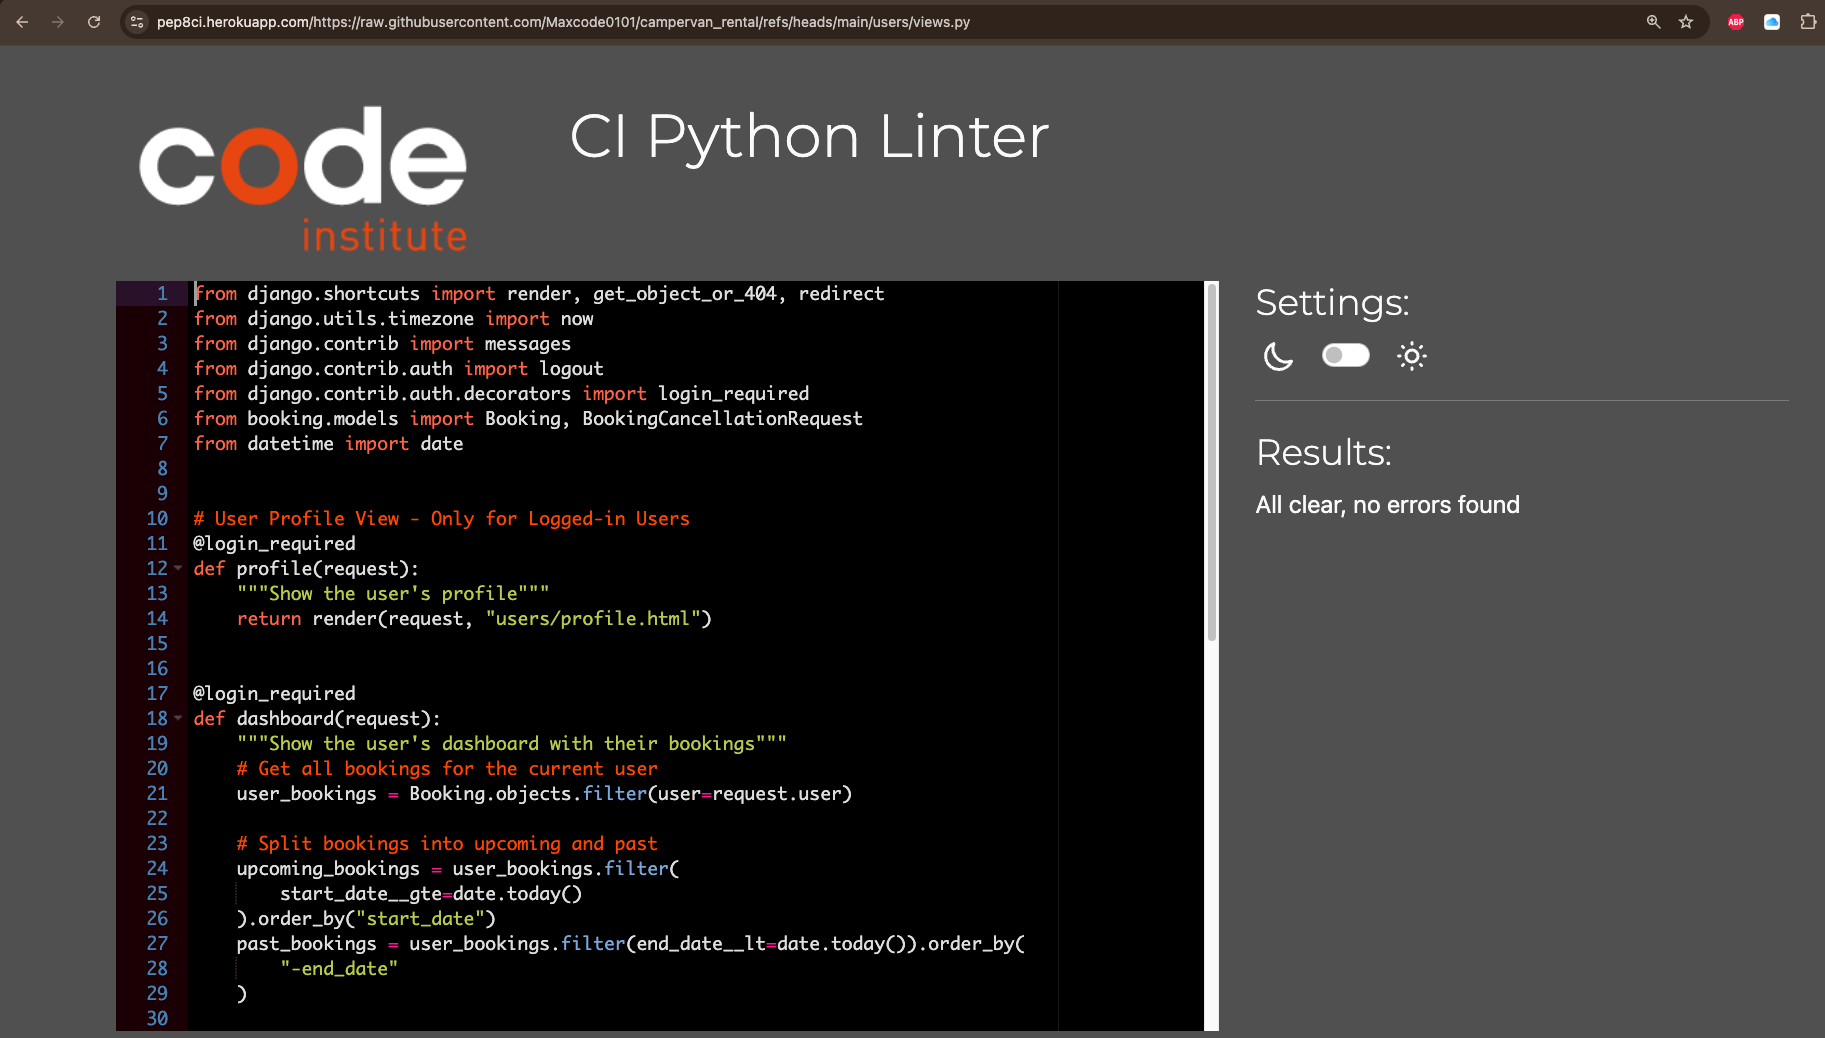 pep8ci.herokuapp.com/https://raw.githubusercontent.com/Maxcode0101/campervan_rental/refs/heads/main/users/views.py
ABP
code
institute
CI Python Linter
1 from django.shortcuts import render, get_object_or_404, redirect
2 from django.utils.timezone import now
3 from django.contrib import messages
4 from django.contrib.auth import logout
5 from django.contrib.auth.decorators import login_required
6 from booking.models import Booking, BookingCancellationRequest
7 from datetime import date
8
9
10 # User Profile View - Only for Logged-in Users
11 @login_required
12 def profile(request):
13     """Show the user's profile"""
14     return render(request, "users/profile.html")
15
16
17 @login_required
18 def dashboard(request):
19     """Show the user's dashboard with their bookings"""
20     # Get all bookings for the current user
21     user_bookings = Booking.objects.filter(user=request.user)
22
23     # Split bookings into upcoming and past
24     upcoming_bookings = user_bookings.filter(
25         start_date__gte=date.today()
26     ).order_by("start_date")
27     past_bookings = user_bookings.filter(end_date__lt=date.today()).order_by(
28         "-end_date"
29     )
30
Settings:
Results:
All clear, no errors found